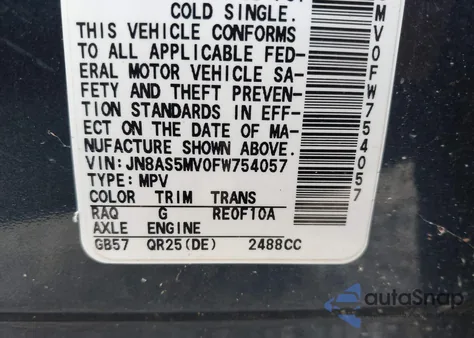 COLD SINGLE.
THIS VEHICLE CONFORMS
TO ALL APPLICABLE FED-
ERAL MOTOR VEHICLE SA-
FETY AND THEFT PREVEN-
TION STANDARDS IN EFF-
ECT ON THE DATE OF MA-
NUFACTURE SHOWN ABOVE.
VIN: JN8AS5MV0FW754057
TYPE: MPV
COLOR TRIM TRANS
RAQ G RE0F10A
AXLE ENGINE
GB57 QR25(DE) 2488CC
MV0FW754057
autoSnap